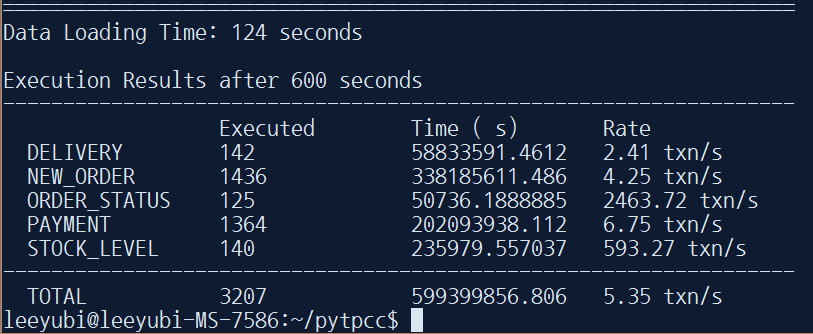 Data Loading Time: 124 seconds
Execution Results after 600 seconds
Executed Time ( s) Rate
DELIVERY 142 58833591.4612 2.41 txn/s
NEW_ORDER 1436 338185611.486 4.25 txn/s
ORDER_STATUS 125 50736.1888885 2463.72 txn/s
PAYMENT 1364 202093938.112 6.75 txn/s
STOCK_LEVEL 140 235979.557037 593.27 txn/s
TOTAL 3207 599399856.806 5.35 txn/s
leeyubi@leeyubi-MS-7586:~/pytpcc$